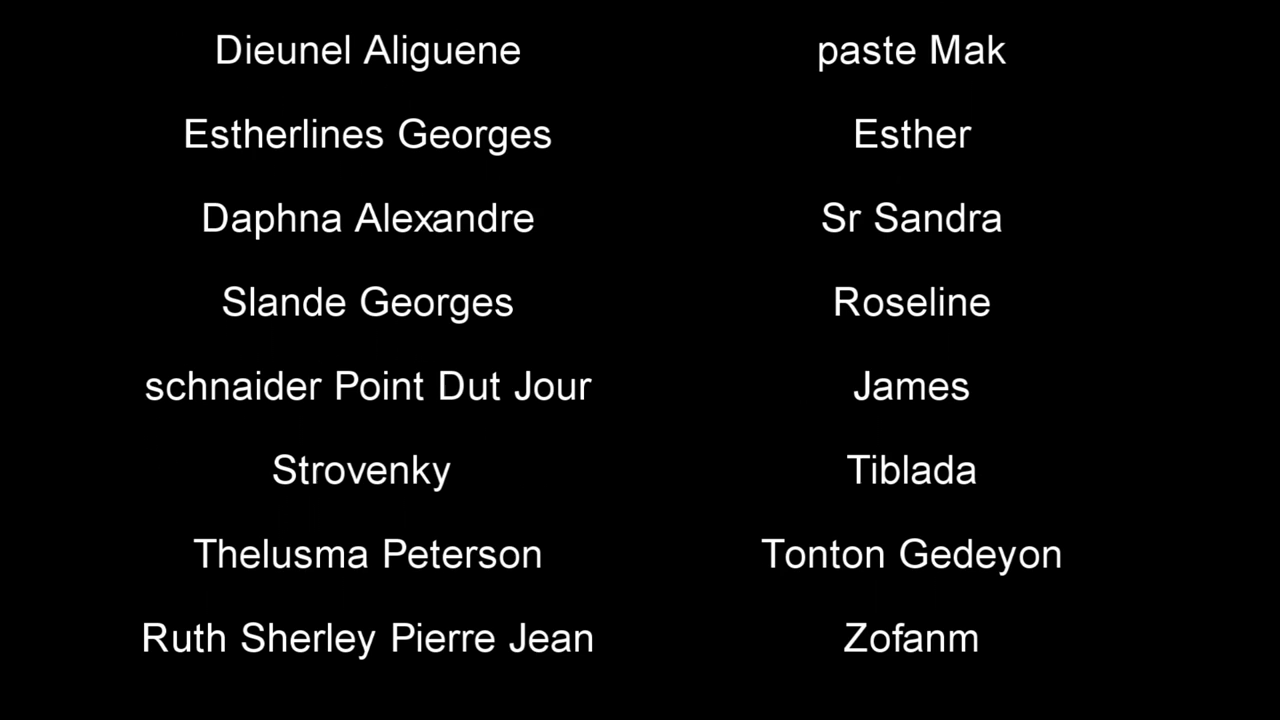 Dieunel Aliguene paste Mak
Estherlines Georges Esther
Daphna Alexandre Sr Sandra
Slande Georges Roseline
schnaider Point Dut Jour James
Strovenky Tiblada
Thelusma Peterson Tonton Gedeyon
Ruth Sherley Pierre Jean Zofanm